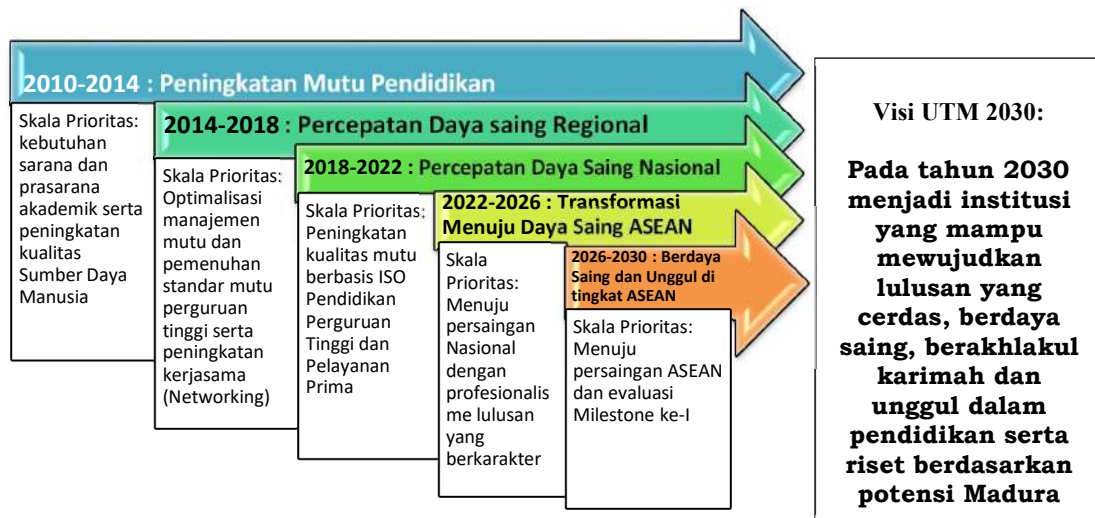 2010-2014 : Peningkatan Mutu Pendidikan
Skala Prioritas:
kebutuhan
sarana dan
prasarana
akademik serta
peningkatan
kualitas
Sumber Daya
Manusia
2014-2018 : Percepatan Daya saing Regional
Skala Prioritas:
Optimalisasi
manajemen
mutu dan
pemenuhan
standar mutu
perguruan
tinggi serta
peningkatan
kerjasama
(Networking)
2018-2022 : Percepatan Daya Saing Nasional
Skala Prioritas:
Peningkatan
kualitas mutu
berbasis ISO
Pendidikan
Perguruan
Tinggi dan
Pelayanan
Prima
2022-2026 : Transformasi
Menuju Daya Saing ASEAN
Skala
Prioritas:
Menuju
persaingan
Nasional
dengan
profesionalis
me lulusan
yang
berkarakter
2026-2030 : Berdaya
Saing dan Unggul di
tingkat ASEAN
Skala Prioritas:
Menuju
persaingan ASEAN
dan evaluasi
Milestone ke-I
Visi UTM 2030:
Pada tahun 2030
menjadi institusi
yang mampu
mewujudkan
lulusan yang
cerdas, berdaya
saing, berakhlakul
karimah dan
unggul dalam
pendidikan serta
riset berdasarkan
potensi Madura